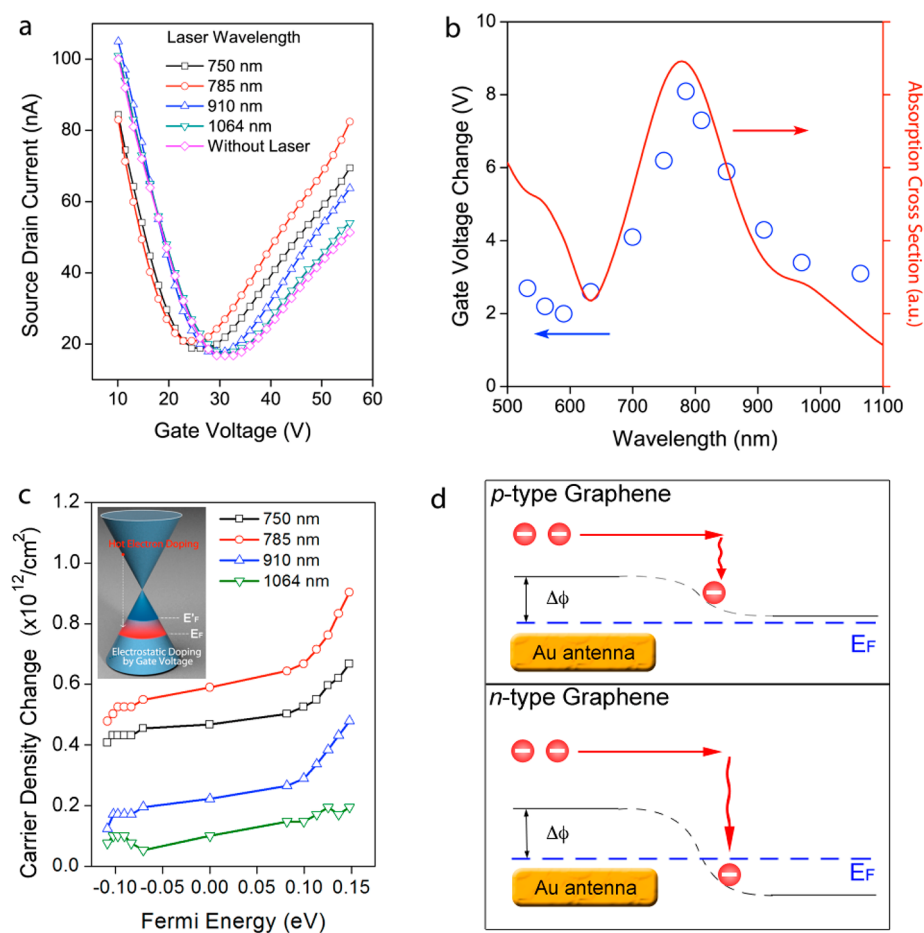 a
Laser Wavelength
750 nm
785 nm
910 nm
1064 nm
Without Laser
100
80
60
40
20
Source Drain Current (nA)
10 20 30 40 50 60
Gate Voltage (V)
b
10
8
6
4
2
0
Gate Voltage Change (V)
Absorption Cross
Section (a.u.)
500 600 700 800 900 1000 1100
Wavelength (nm)
c
1.2
1.0
0.8
0.6
0.4
0.2
0.0
Carrier Density Change (x10¹²/cm²)
750 nm
785 nm
910 nm
1064 nm
Hot Electron Doping
E'F
EF
Electrostatic Doping
by Gate Voltage
-0.10 -0.05 0.00 0.05 0.10 0.15
Fermi Energy (eV)
d
p-type Graphene
Δϕ
EF
Au antenna
n-type Graphene
Δϕ
EF
Au antenna